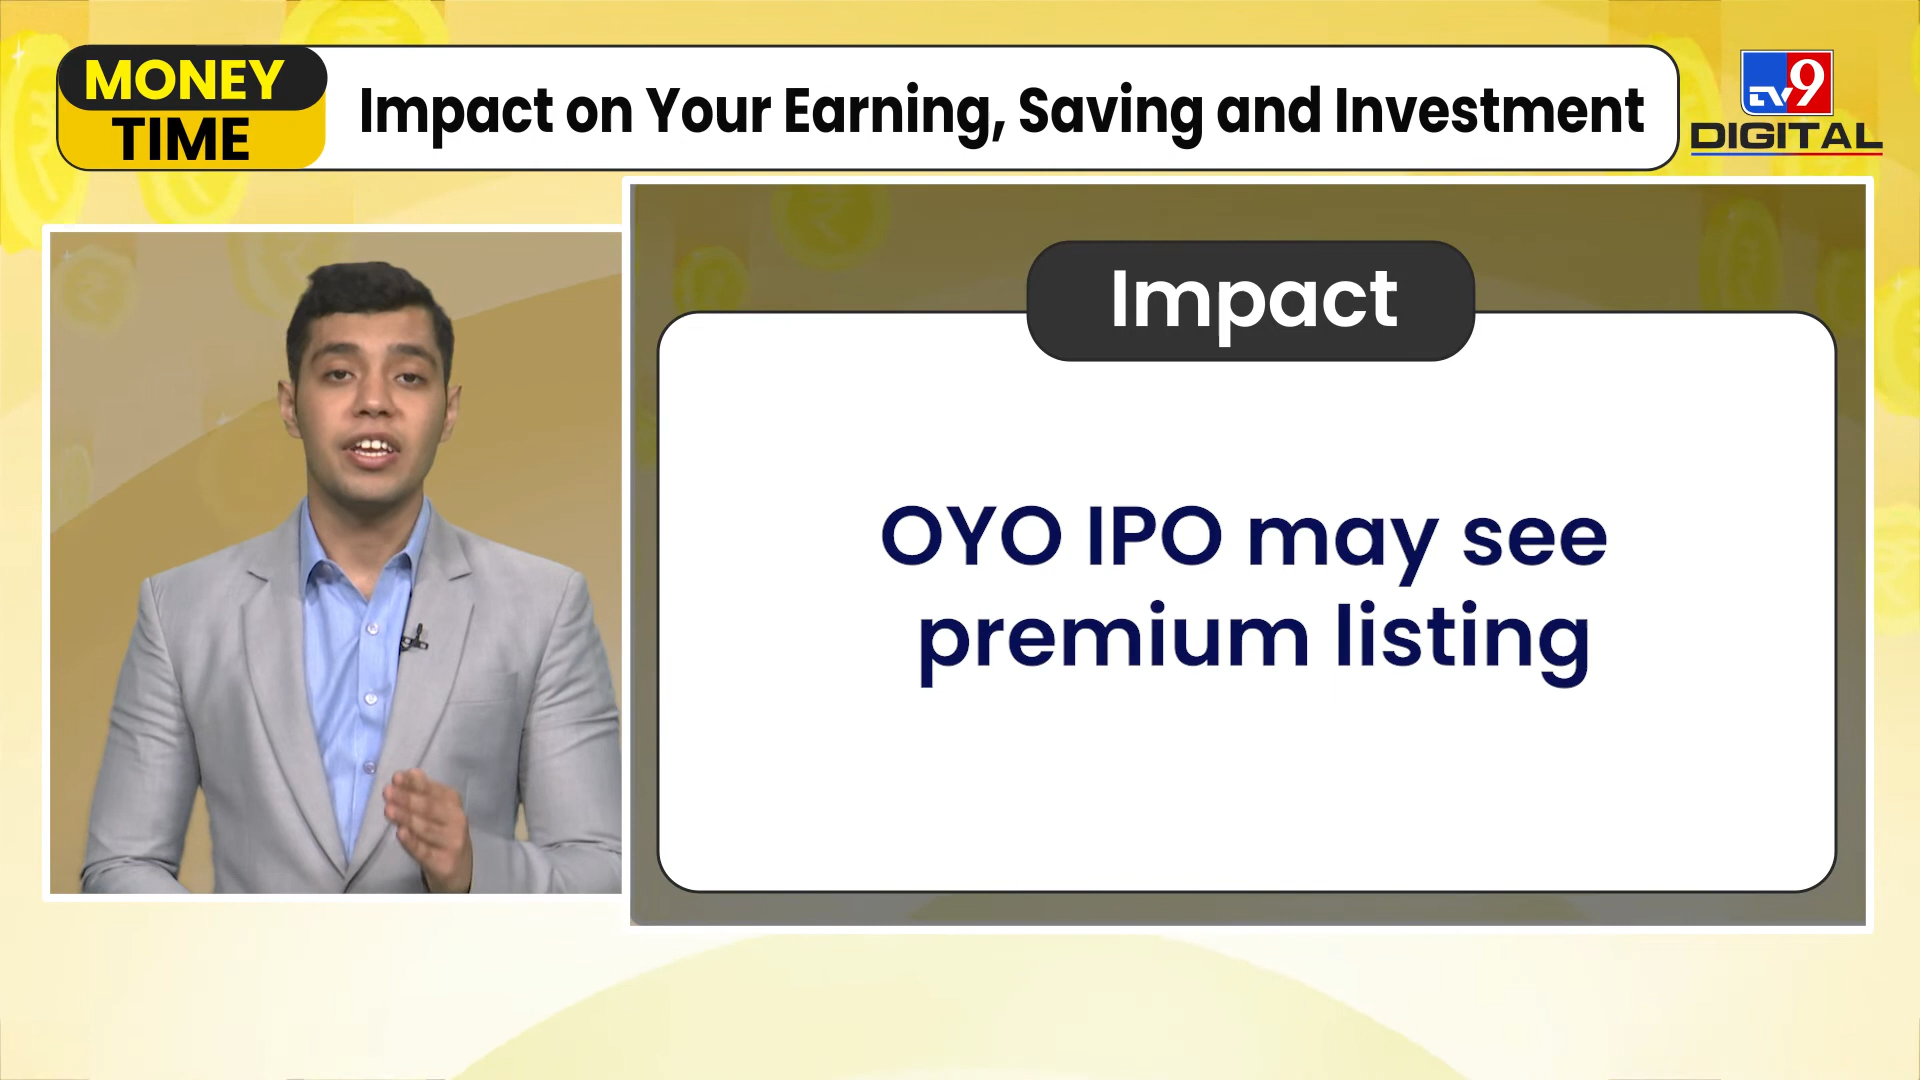 MONEY
TIME
Impact on Your Earning, Saving and Investment
TV9
DIGITAL
Impact
OYO IPO may see
premium listing